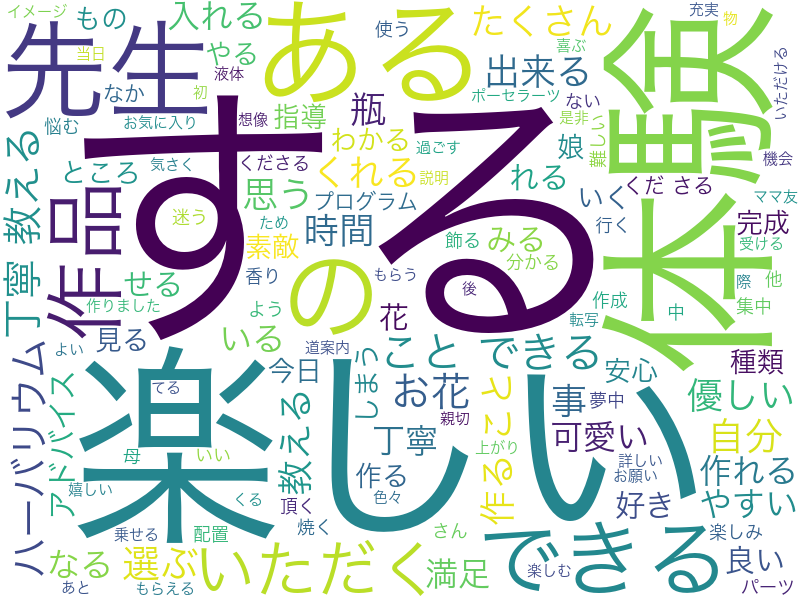 イメージ
もの
入れる
ある
たくさん
使う
充実
物
先生
当日
やる
出来る
喜ぶ
体験
いただける
なか
液体
初
瓶
ポーセラーツ
ない
悩む
お気に入り
想像
指導
わかる
是非
難しい
娘
機会
教える
ところ
気さく
くださる
くれる
過ごす
れる
くだ さる
する
作品
思う
説明
プログラム
いく
ママ友
丁寧
迷う
ため
素敵
時間
飾る
みる
行く
完成
受ける
せる
香り
の
もらう
分かる
際
他
作りました
よう
後
作成
中
集中
よい
見る
いる
花
転写
道案内
こと できる
種類
ハーバリウム
アドバイス
てる
今日
しまう
お花
事
安心
夢中
優しい
楽しい
教える
親切
作ること
可愛い
自分
母
いい
丁寧
上がり
詳しい
お願い
作れる
嬉しい
くる
頂く
作る
色々
好き
やすい
乗せる
配置
焼く
さん
できる
楽しみ
なる
選ぶ
いただく
満足
楽しむ
良い
あと
もらえる
パーツ